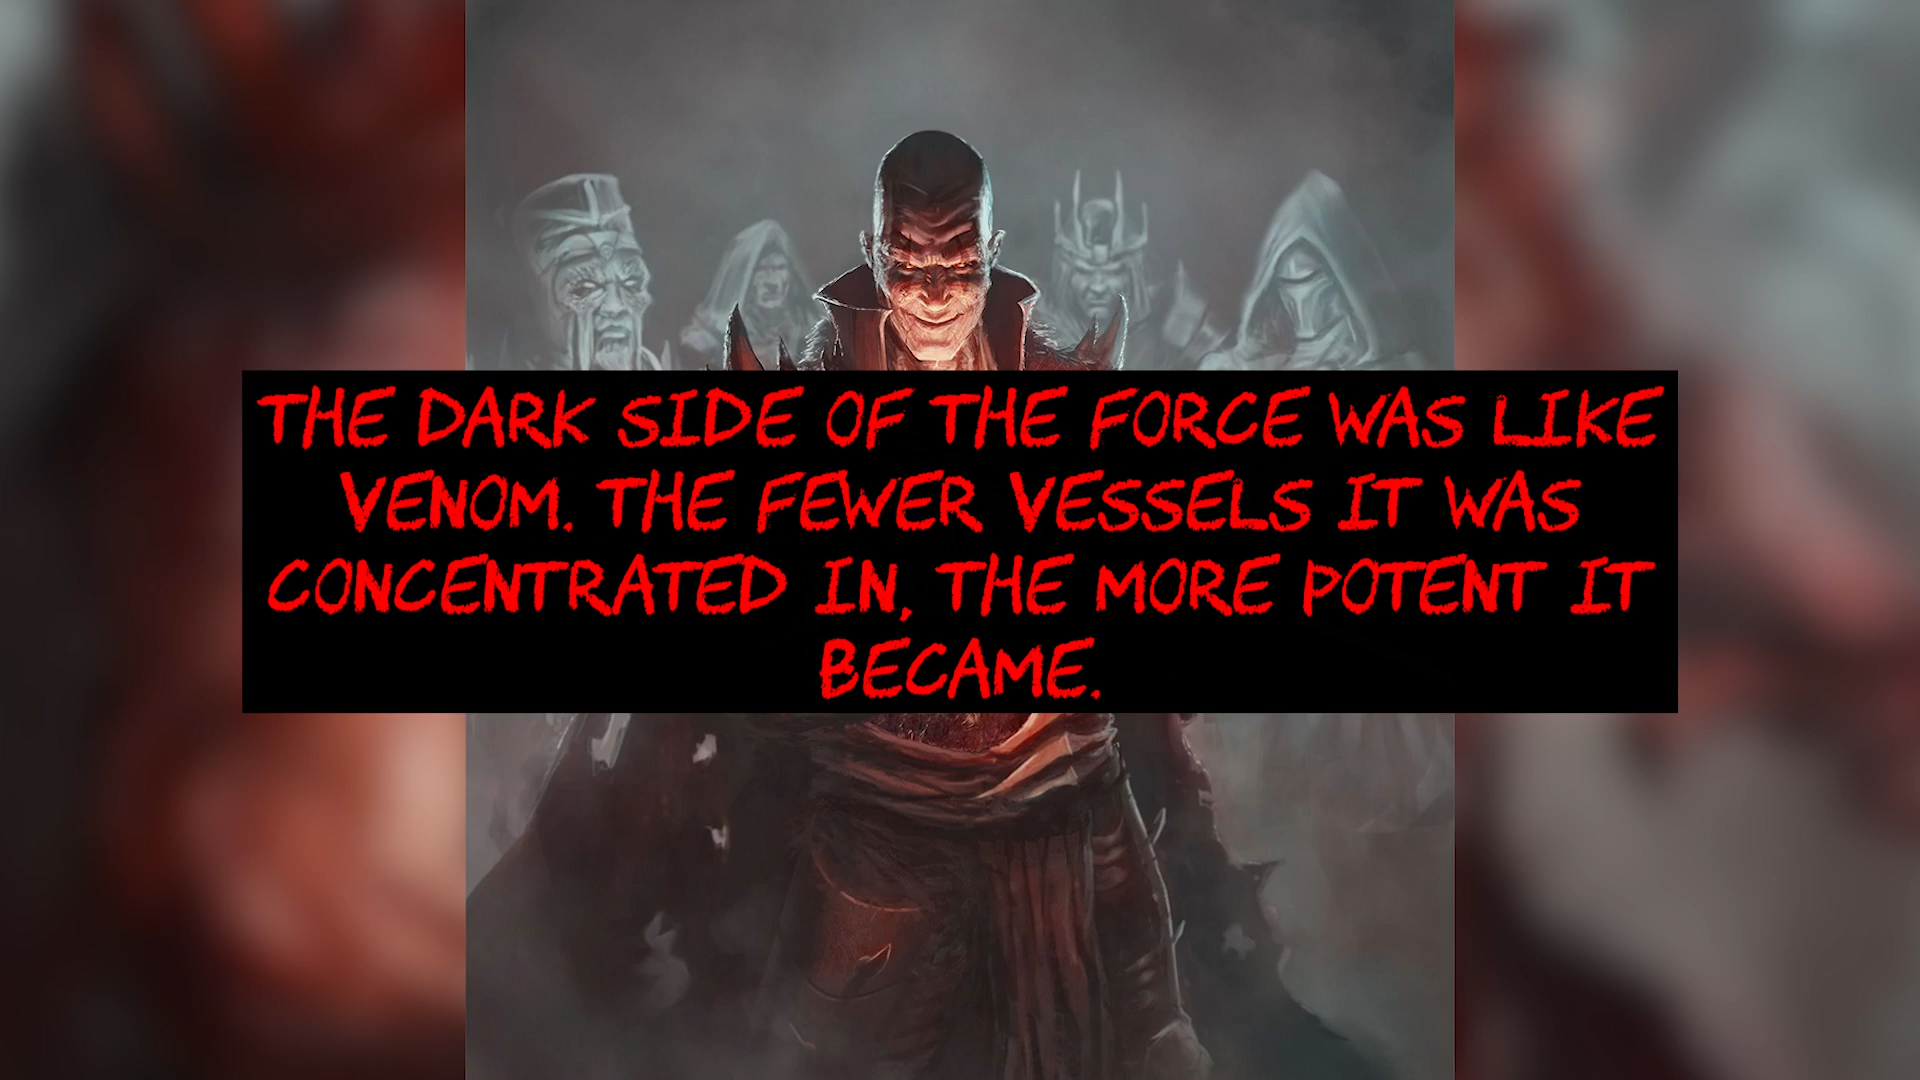 THE DARK SIDE OF THE FORCE WAS LIKE
VENOM. THE FEWER VESSELS IT WAS
CONCENTRATED IN, THE MORE POTENT IT
BECAME.